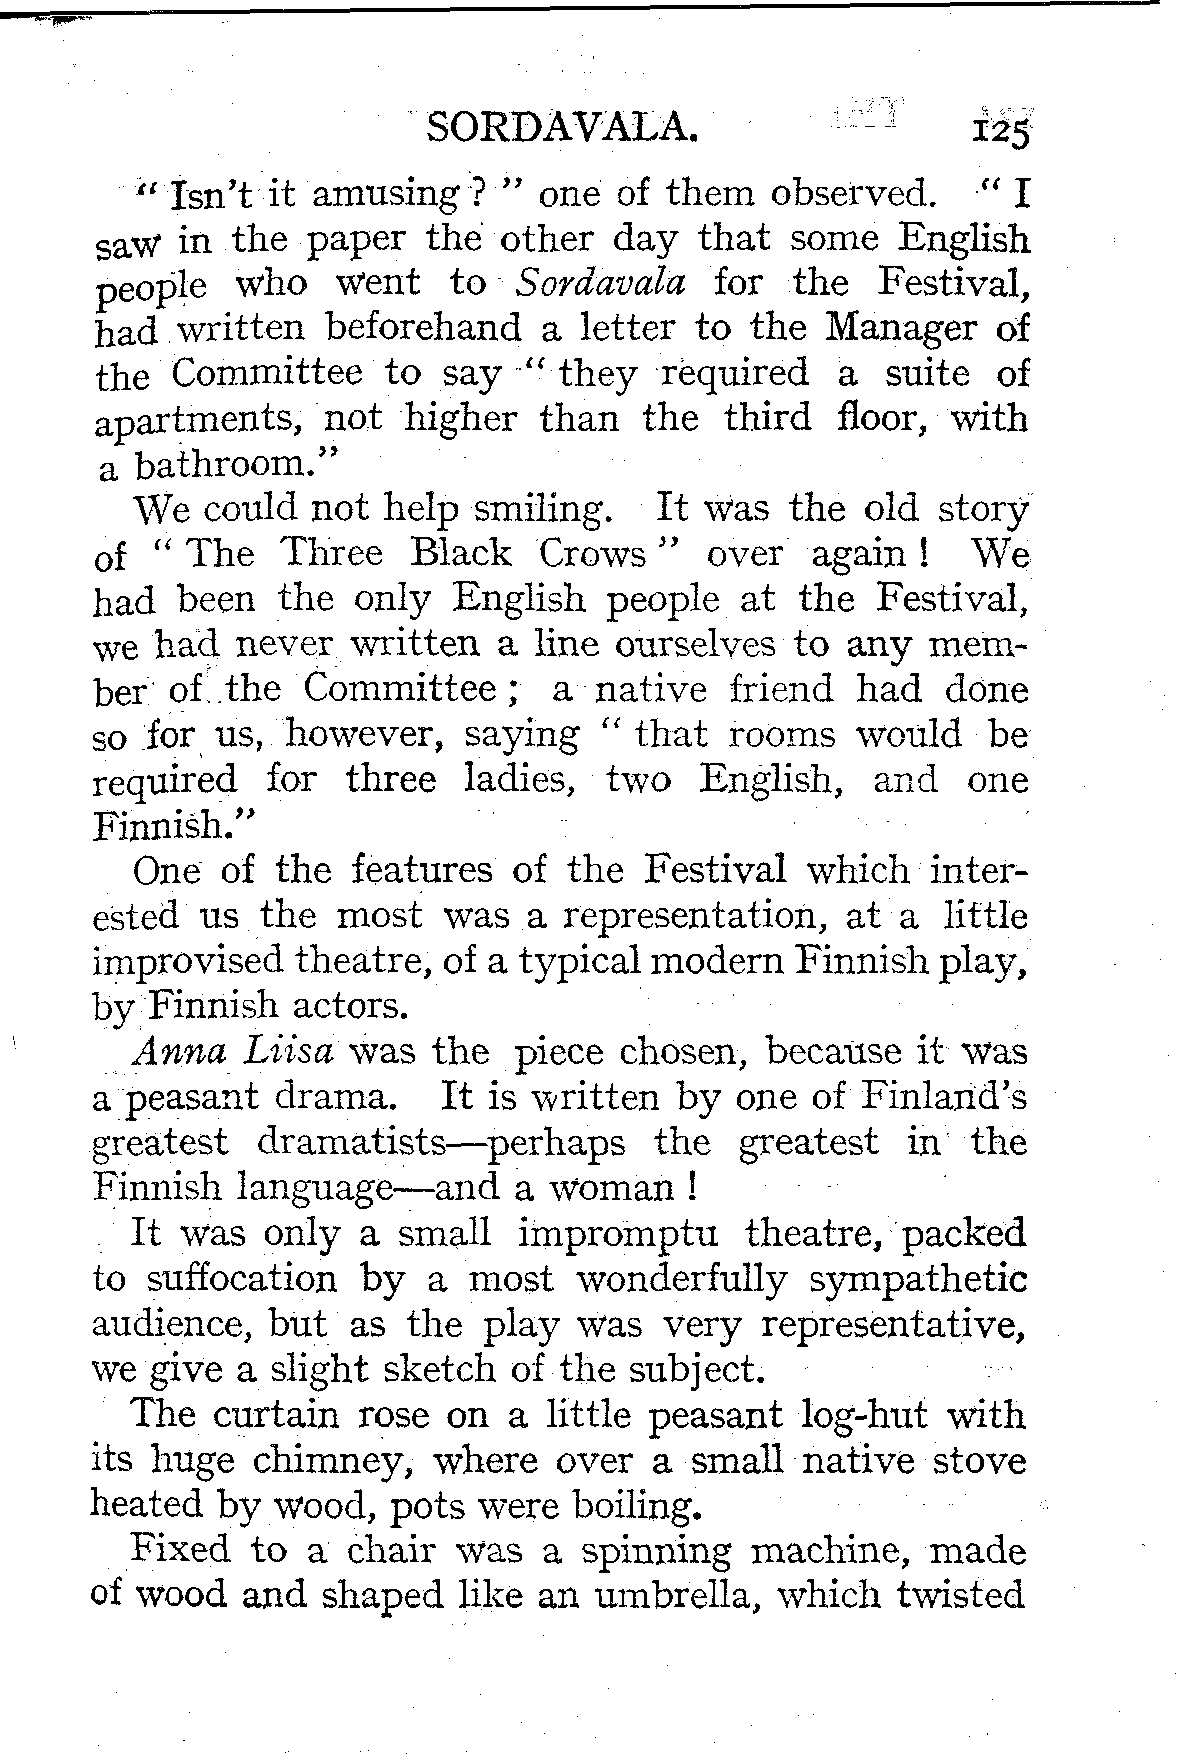 SORDAVALA. 125
“ Isn’t it amusing ? ” one of them observed. “ I
saw in the paper the other day that some English
people who went to Sordavala for the Festival,
had written beforehand a letter to the Manager of
the Committee to say “ they required a suite of
apartments, not higher than the third floor, with
a bathroom.”
We could not help smiling. It was the old story
of “ The Three Black Crows ” over again ! We
had been the only English people at the Festival,
we had never written a line ourselves to any mem-
ber of the Committee ; a native friend had done
so for us, however, saying “ that rooms would be
required for three ladies, two English, and one
Finnish.”
One of the features of the Festival which inter-
ested us the most was a representation, at a little
improvised theatre, of a typical modern Finnish play,
by Finnish actors.
Anna Liisa was the piece chosen, because it was
a peasant drama. It is written by one of Finland’s
greatest dramatists—perhaps the greatest in the
Finnish language—and a woman !
It was only a small impromptu theatre, packed
to suffocation by a most wonderfully sympathetic
audience, but as the play was very representative,
we give a slight sketch of the subject.
The curtain rose on a little peasant log-hut with
its huge chimney, where over a small native stove
heated by wood, pots were boiling.
Fixed to a chair was a spinning machine, made
of wood and shaped like an umbrella, which twisted